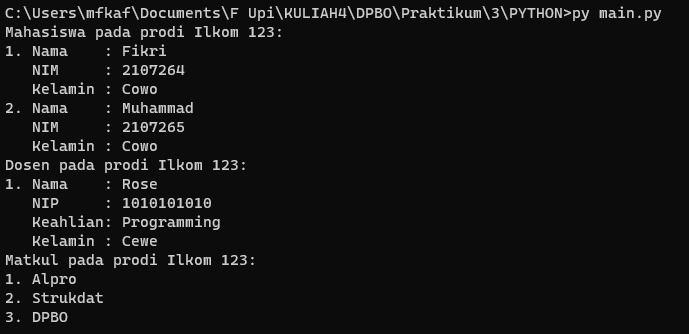 C:\Users\mfkaf\Documents\F Upi\KULIAH4\DPBO\Praktikum\3\PYTHON>py main.py
Mahasiswa pada prodi Ilkom 123:
1. Nama    : Fikri
   NIM     : 2107264
   Kelamin : Cowo
2. Nama    : Muhammad
   NIM     : 2107265
   Kelamin : Cowo
Dosen pada prodi Ilkom 123:
1. Nama    : Rose
   NIP     : 1010101010
   Keahlian: Programming
   Kelamin : Cewe
Matkul pada prodi Ilkom 123:
1. Alpro
2. Strukdat
3. DPBO